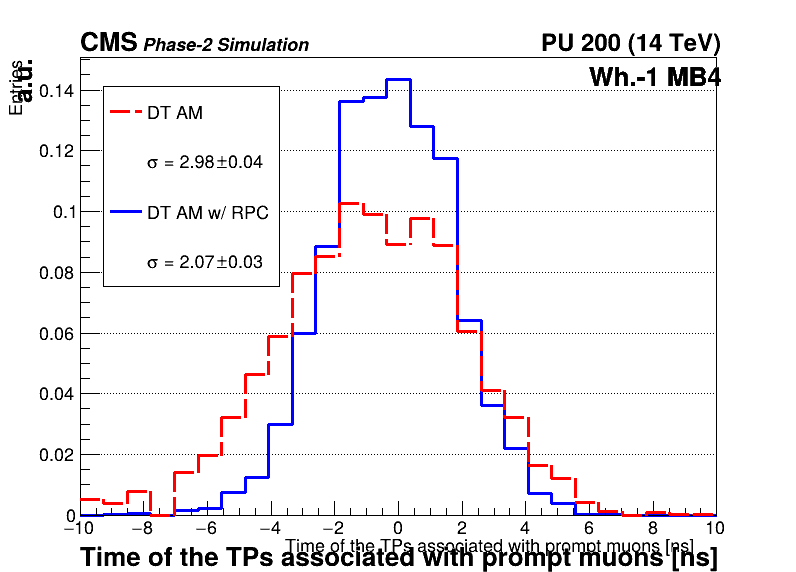 CMS Phase-2 Simulation
PU 200 (14 TeV)
Wh.-1 MB4
Entries
a.u.
DT AM
σ = 2.98±0.04
DT AM w/ RPC
σ = 2.07±0.03
0.14
0.12
0.1
0.08
0.06
0.04
0.02
0
−10 −8 −6 −4 −2 0 2 4 6 8 10
Time of the TPs associated with prompt muons [ns]
Time of the TPs associated with prompt muons [ns]